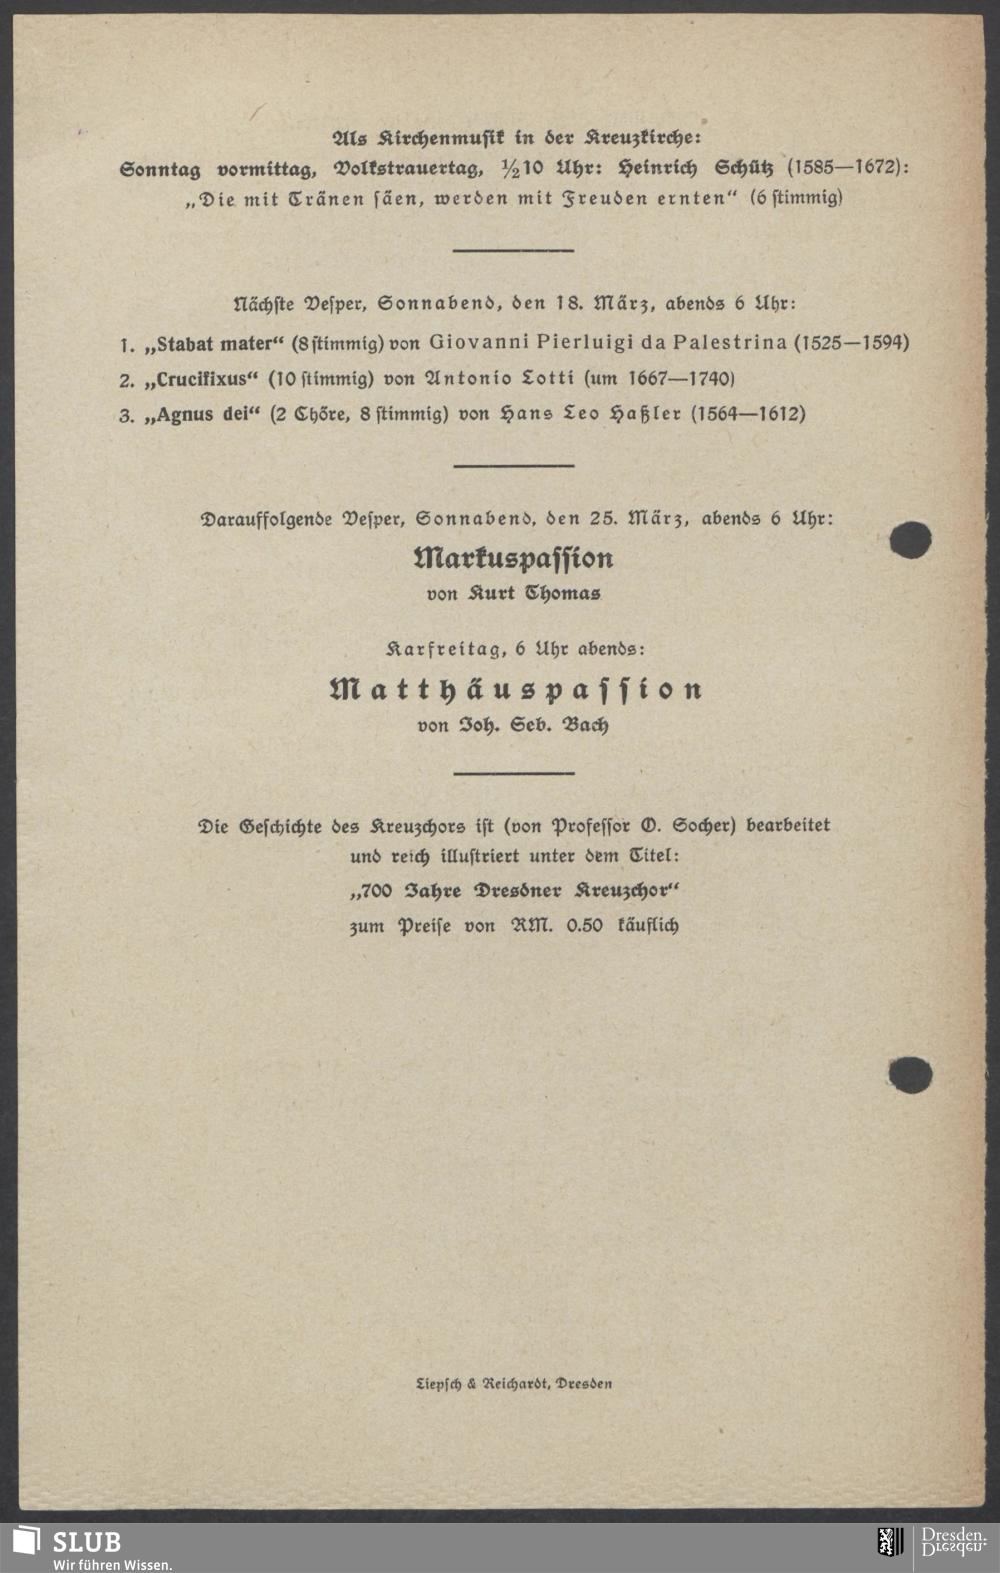 Als Kirchenmusik in der Kreuzkirche:
Sonntag vormittag, Volkstrauertag, ½10 Uhr: Heinrich Schütz (1585—1672):
„Die mit Tränen säen, werden mit Freuden ernten“ (6 stimmig)
Nächste Vesper, Sonnabend, den 18. März, abends 6 Uhr:
1. „Stabat mater“ (8 stimmig) von Giovanni Pierluigi da Palestrina (1525—1594)
2. „Crucifixus“ (10 stimmig) von Antonio Lotti (um 1667—1740)
3. „Agnus dei“ (2 Chöre, 8 stimmig) von Hans Leo Haßler (1564—1612)
Darauffolgende Vesper, Sonnabend, den 25. März, abends 6 Uhr:
Markuspassion
von Kurt Thomas
Karfreitag, 6 Uhr abends:
Matthäuspassion
von Joh. Seb. Bach
Die Geschichte des Kreuzchors ist (von Professor O. Socher) bearbeitet
und reich illustriert unter dem Titel:
„700 Jahre Dresdner Kreuzchor“
zum Preise von RM. 0.50 käuflich
Liepsch & Reichardt, Dresden
SLUB
Wir führen Wissen.
Dresden.
Dresden.